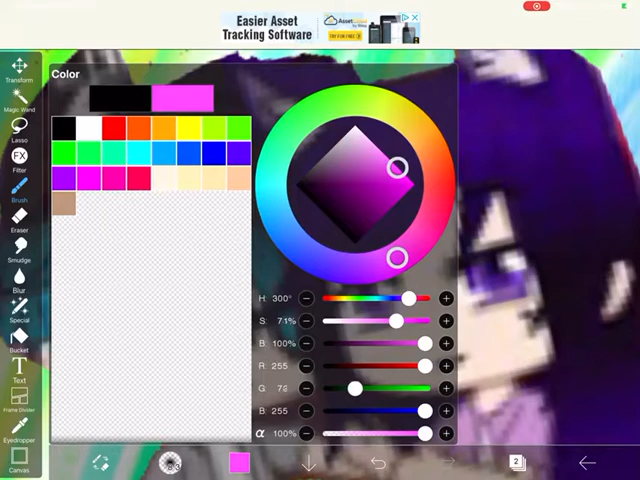 Easier Asset
Tracking Software
Color
Transform
Magic Wand
Lasso
FX
Filter
Brush
Eraser
Smudge
Blur
Special
Bucket
T
Text
Frame Divider
Eyedropper
Canvas
H: 300°
S: 71%
B: 100%
R: 255
G: 75
B: 255
α 100%
2